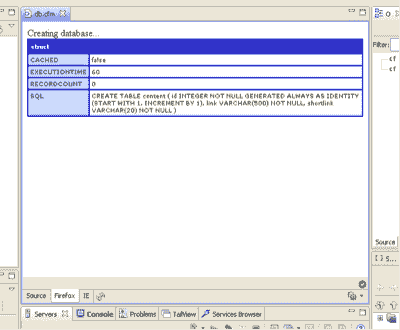 db.cfm
Creating database...
struct
CACHED false
EXECUTIONTIME 60
RECORDCOUNT 0
SQL CREATE TABLE content ( id INTEGER NOT NULL GENERATED ALWAYS AS IDENTITY
(START WITH 1, INCREMENT BY 1), link VARCHAR(500) NOT NULL, shortlink
VARCHAR(20) NOT NULL )
Source Firefox IE
Servers Console Problems TailView Services Browser
O
Filter:
cf
cf
Source
S...